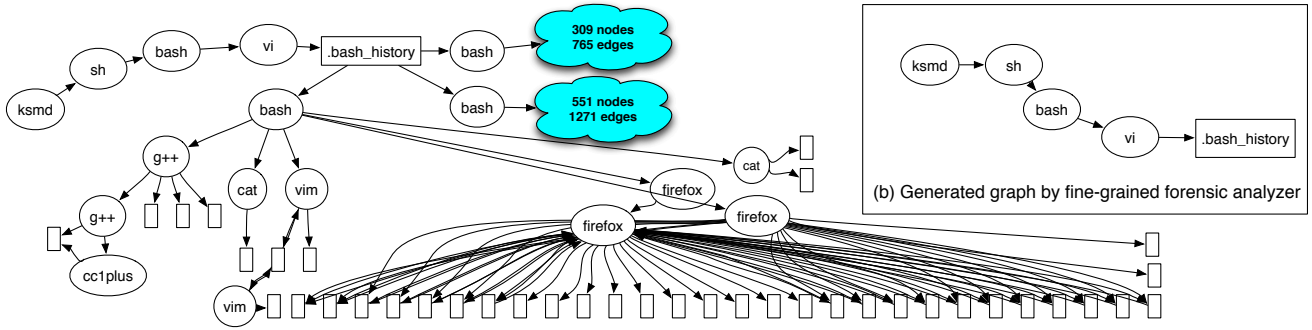 ksmd
sh
bash
vi
.bash_history
bash
309 nodes
765 edges
bash
bash
551 nodes
1271 edges
g++
cat
vim
firefox
cat
g++
firefox
firefox
cc1plus
vim
ksmd
sh
bash
vi
.bash_history
(b) Generated graph by fine-grained forensic analyzer